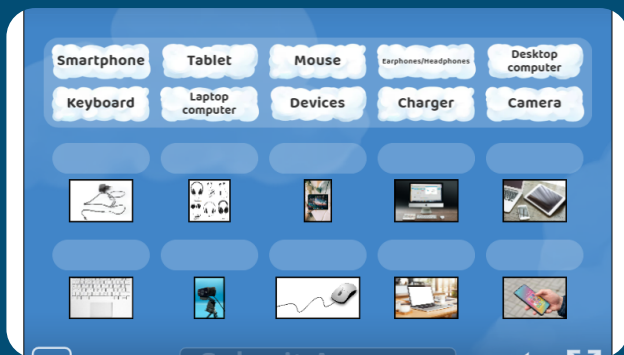 Smartphone
Tablet
Mouse
Earphones/Headphones
Desktop
computer
Keyboard
Laptop
computer
Devices
Charger
Camera